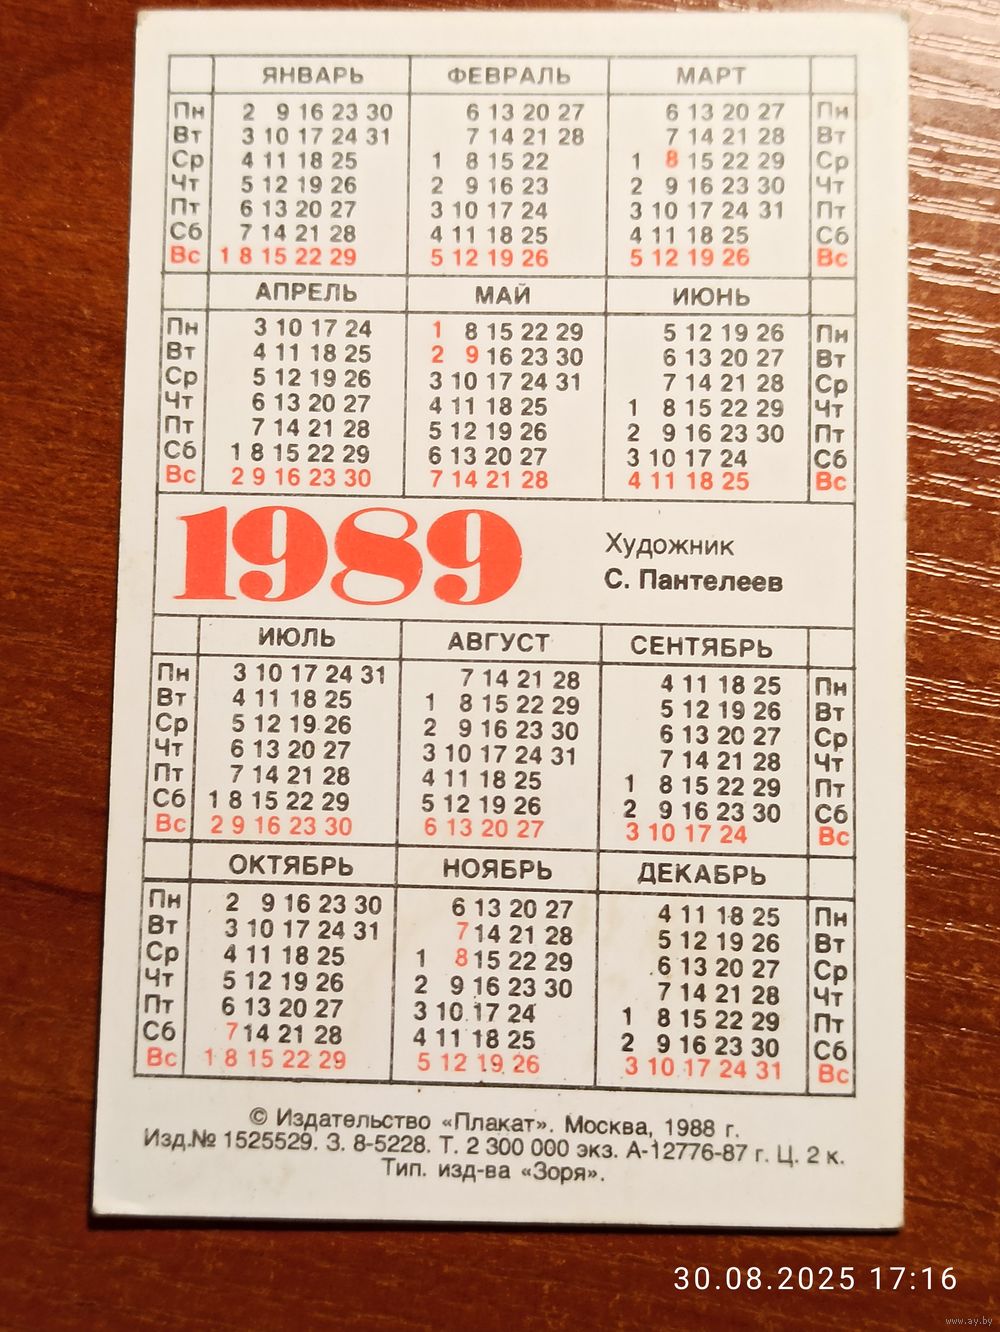 ЯНВАРЬ ФЕВРАЛЬ МАРТ
Пн 2 9 16 23 30 6 13 20 27 6 13 20 27 Пн
Вт 3 10 17 24 31 7 14 21 28 7 14 21 28 Вт
Ср 4 11 18 25 1 8 15 22 1 8 15 22 29 Ср
Чт 5 12 19 26 2 9 16 23 2 9 16 23 30 Чт
Пт 6 13 20 27 3 10 17 24 3 10 17 24 31 Пт
Сб 7 14 21 28 4 11 18 25 4 11 18 25 Сб
Вс 1 8 15 22 29 5 12 19 26 5 12 19 26 Вс
АПРЕЛЬ МАЙ ИЮНЬ
Пн 3 10 17 24 1 8 15 22 29 5 12 19 26 Пн
Вт 4 11 18 25 2 9 16 23 30 6 13 20 27 Вт
Ср 5 12 19 26 3 10 17 24 31 7 14 21 28 Ср
Чт 6 13 20 27 4 11 18 25 1 8 15 22 29 Чт
Пт 7 14 21 28 5 12 19 26 2 9 16 23 30 Пт
Сб 1 8 15 22 29 6 13 20 27 3 10 17 24 Сб
Вс 2 9 16 23 30 7 14 21 28 4 11 18 25 Вс
1989
Художник
С. Пантелеев
ИЮЛЬ АВГУСТ СЕНТЯБРЬ
Пн 3 10 17 24 31 7 14 21 28 4 11 18 25 Пн
Вт 4 11 18 25 1 8 15 22 29 5 12 19 26 Вт
Ср 5 12 19 26 2 9 16 23 30 6 13 20 27 Ср
Чт 6 13 20 27 3 10 17 24 31 7 14 21 28 Чт
Пт 7 14 21 28 4 11 18 25 1 8 15 22 29 Пт
Сб 1 8 15 22 29 5 12 19 26 2 9 16 23 30 Сб
Вс 2 9 16 23 30 6 13 20 27 3 10 17 24 Вс
ОКТЯБРЬ НОЯБРЬ ДЕКАБРЬ
Пн 2 9 16 23 30 6 13 20 27 4 11 18 25 Пн
Вт 3 10 17 24 31 7 14 21 28 5 12 19 26 Вт
Ср 4 11 18 25 1 8 15 22 29 6 13 20 27 Ср
Чт 5 12 19 26 2 9 16 23 30 7 14 21 28 Чт
Пт 6 13 20 27 3 10 17 24 1 8 15 22 29 Пт
Сб 7 14 21 28 4 11 18 25 2 9 16 23 30 Сб
Вс 1 8 15 22 29 5 12 19 26 3 10 17 24 31 Вс
© Издательство «Плакат». Москва, 1988 г.
Изд.№ 1525529. З. 8-5228. Т. 2 300 000 экз. А-12776-87 г. Ц. 2 к.
Тип. изд-ва «Зоря».
30.08.2025 17:16
www.ay.by